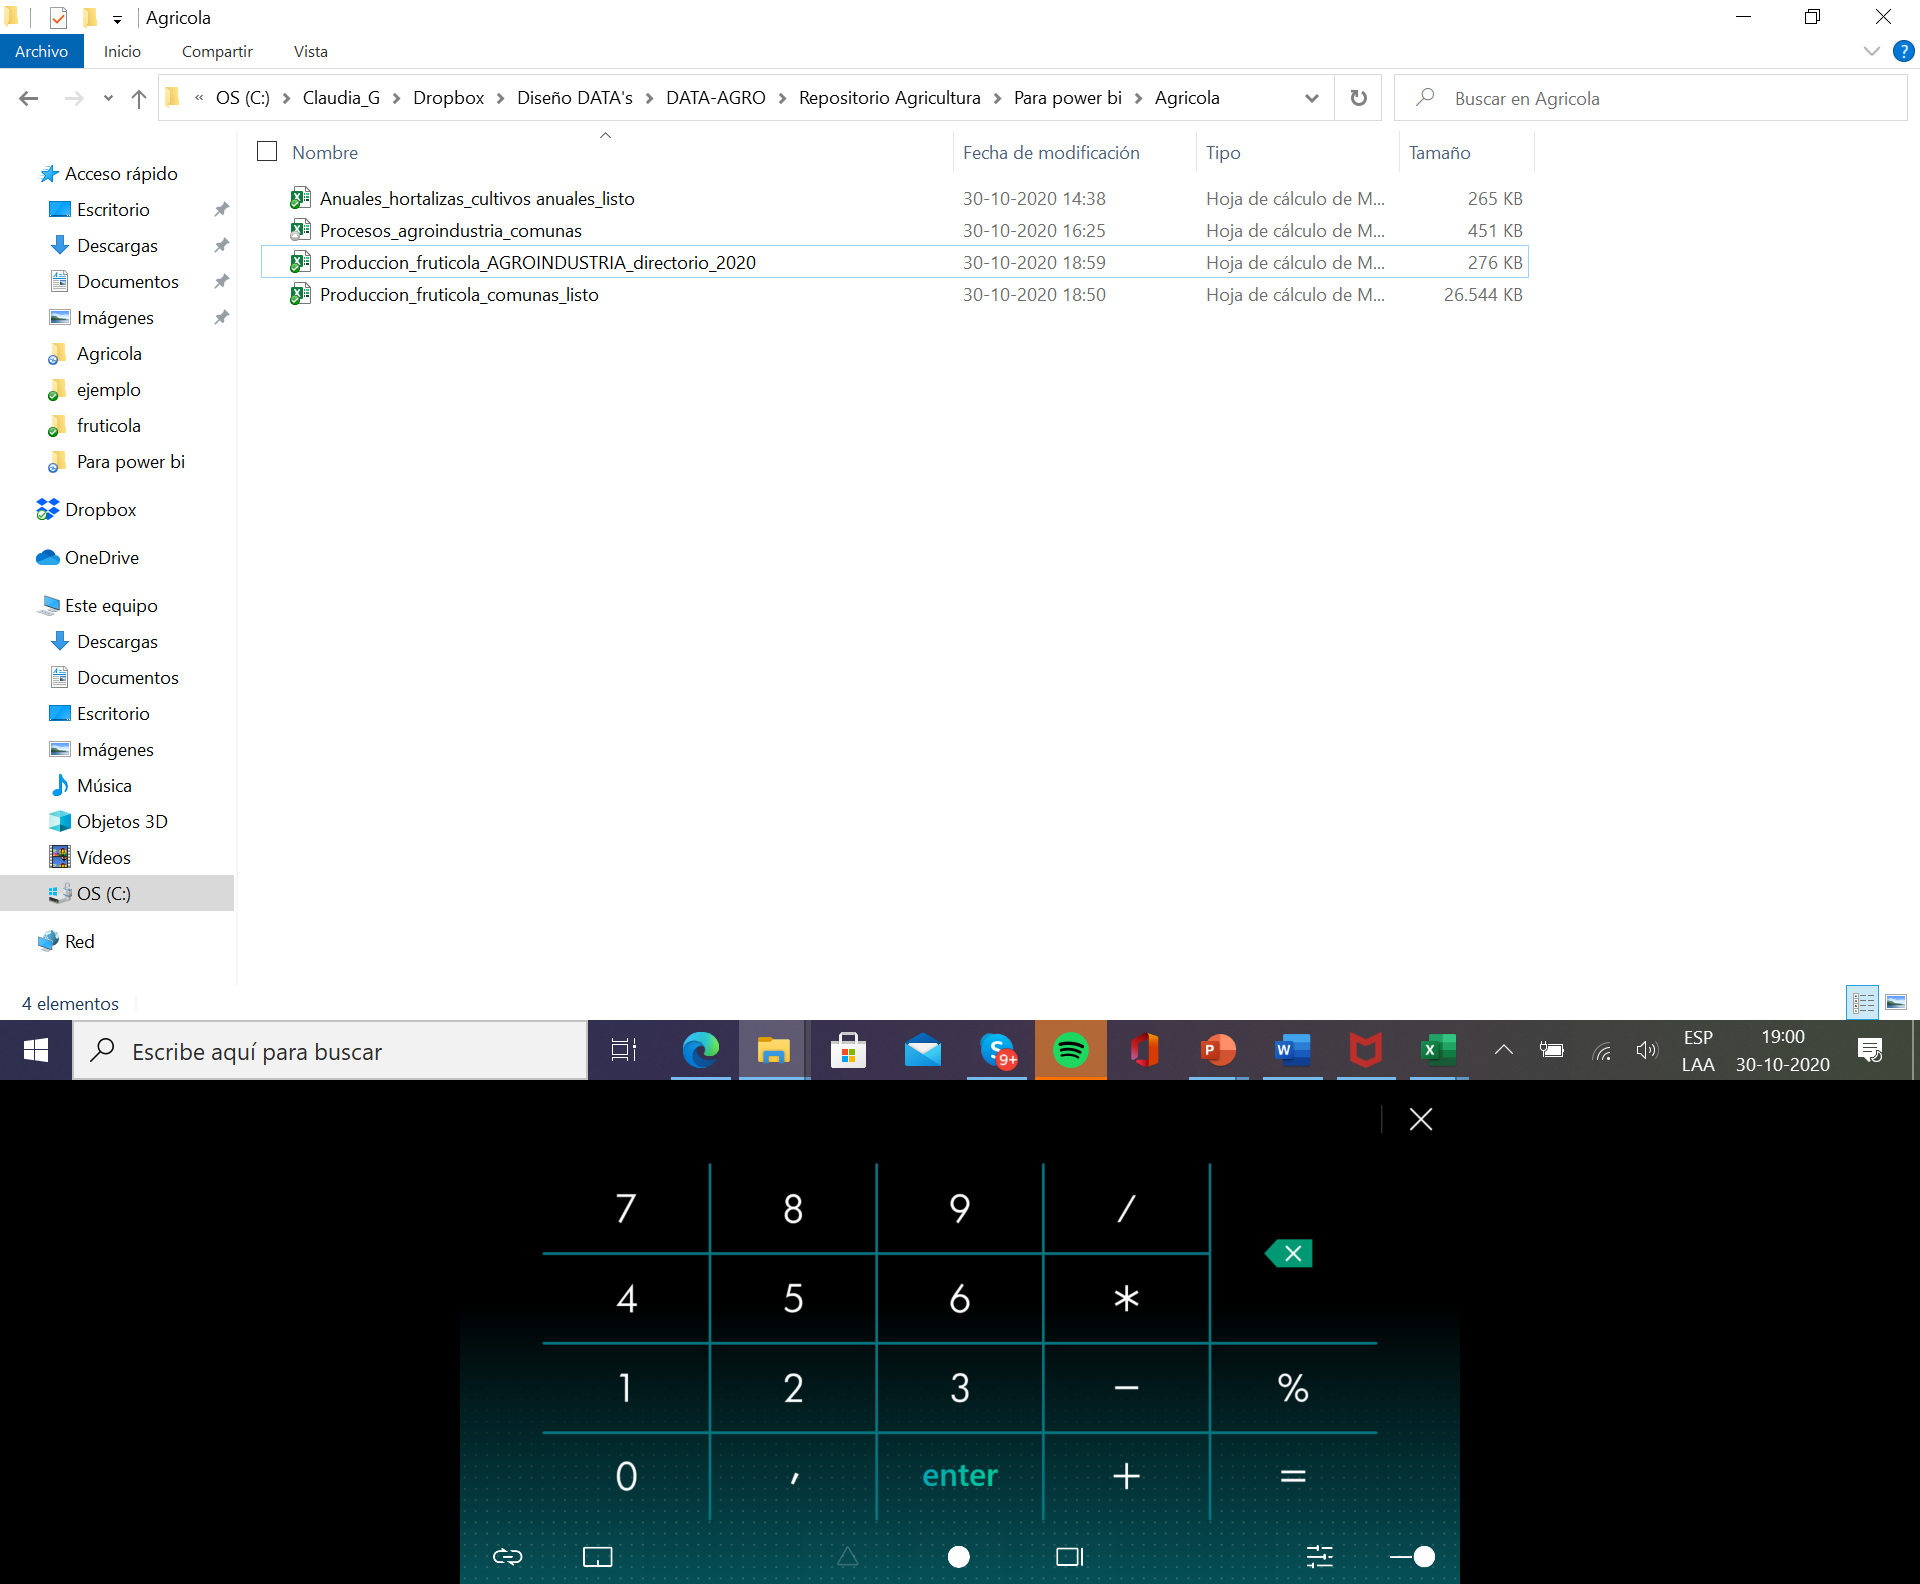 Agricola
Archivo Inicio Compartir Vista
?
« OS (C:) Claudia_G Dropbox Diseño DATA's DATA-AGRO Repositorio Agricultura Para power bi Agricola
Buscar en Agricola
Nombre Fecha de modificación Tipo Tamaño
Anuales_hortalizas_cultivos anuales_listo 30-10-2020 14:38 Hoja de cálculo de M... 265 KB
Procesos_agroindustria_comunas 30-10-2020 16:25 Hoja de cálculo de M... 451 KB
Produccion_fruticola_AGROINDUSTRIA_directorio_2020 30-10-2020 18:59 Hoja de cálculo de M... 276 KB
Produccion_fruticola_comunas_listo 30-10-2020 18:50 Hoja de cálculo de M... 26.544 KB
Acceso rápido
Escritorio
Descargas
Documentos
Imágenes
Agricola
ejemplo
fruticola
Para power bi
Dropbox
OneDrive
Este equipo
Descargas
Documentos
Escritorio
Imágenes
Música
Objetos 3D
Vídeos
OS (C:)
Red
4 elementos
Escribe aquí para buscar
S 9+
P
W
X
ESP
LAA
19:00
30-10-2020
7 8 9 /
4 5 6 *
1 2 3 − %
0 , enter + =